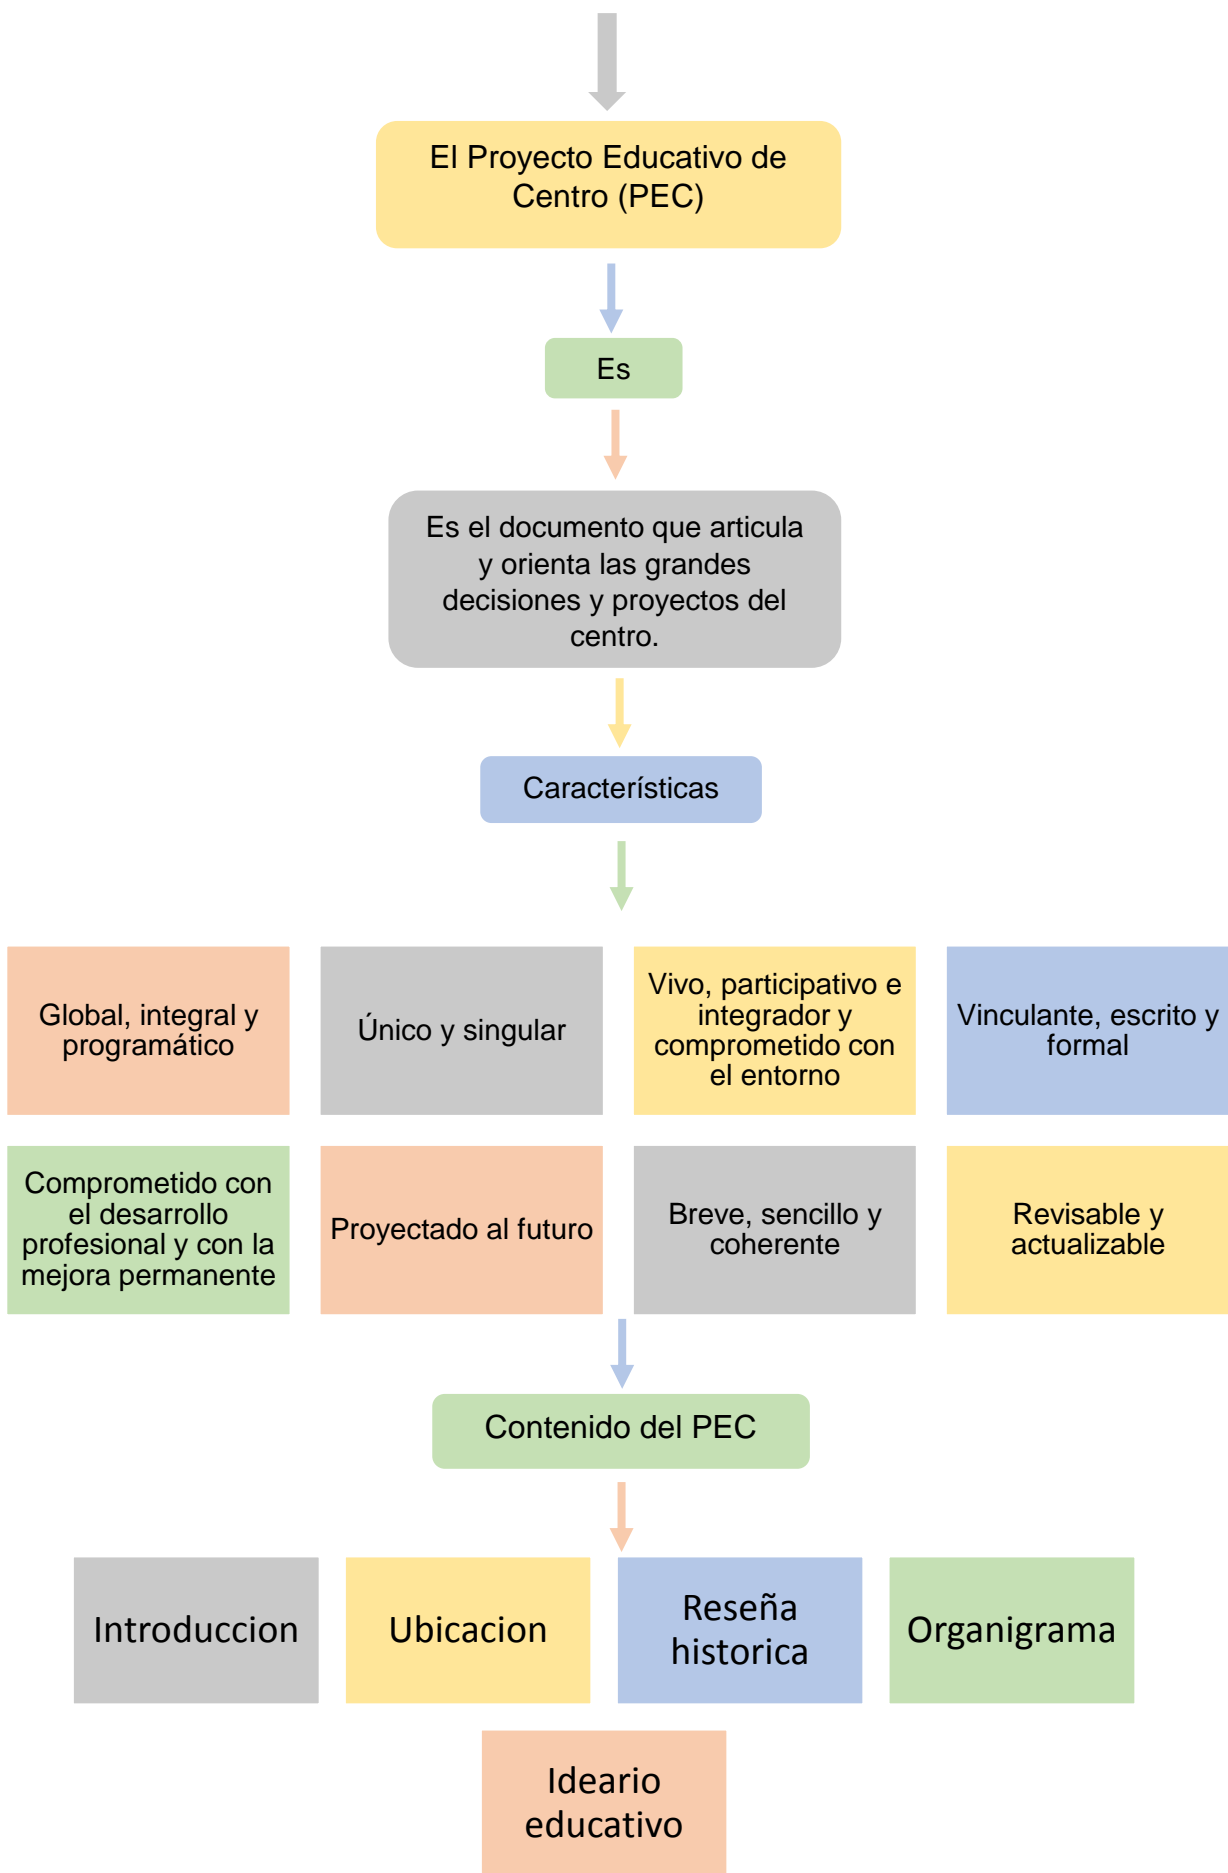 El Proyecto Educativo de
Centro (PEC)
Es
Es el documento que articula
y orienta las grandes
decisiones y proyectos del
centro.
Características
Global, integral y
programático
Único y singular
Vivo, participativo e
integrador y
comprometido con
el entorno
Vinculante, escrito y
formal
Comprometido con
el desarrollo
profesional y con la
mejora permanente
Proyectado al futuro
Breve, sencillo y
coherente
Revisable y
actualizable
Contenido del PEC
Introduccion
Ubicacion
Reseña
historica
Organigrama
Ideario
educativo